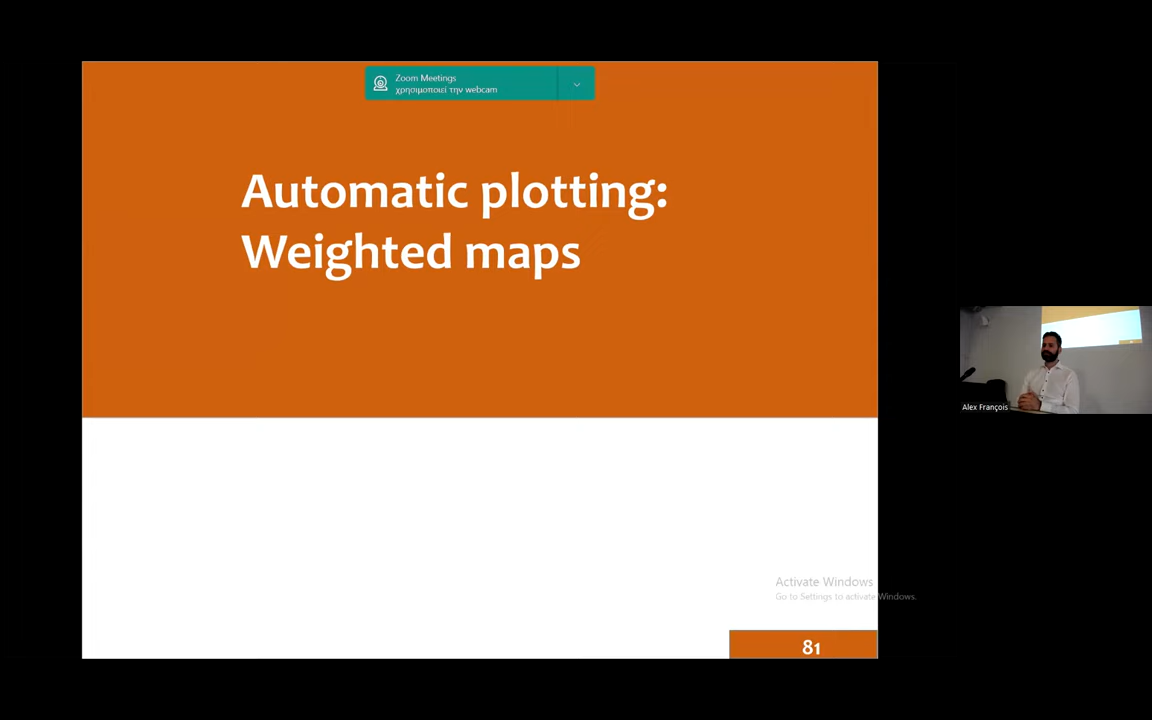 Zoom Meetings
χρησιμοποιεί την webcam
Automatic plotting:
Weighted maps
Alex François
Activate Windows
Go to Settings to activate Windows.
81